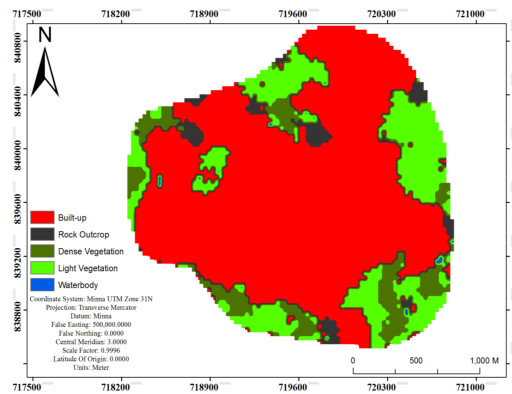 717500 718200 718900 719600 720300 721000
N
840800
840400
840000
839600
839200
838800
Built-up
Rock Outcrop
Dense Vegetation
Light Vegetation
Waterbody
Coordinate System: Minna UTM Zone 31N
Projection: Transverse Mercator
Datum: Minna
False Easting: 500,000.0000
False Northing: 0.0000
Central Meridian: 3.0000
Scale Factor: 0.9996
Latitude Of Origin: 0.0000
Units: Meter
0 500 1,000 M
717500 718200 718900 719600 720300 721000